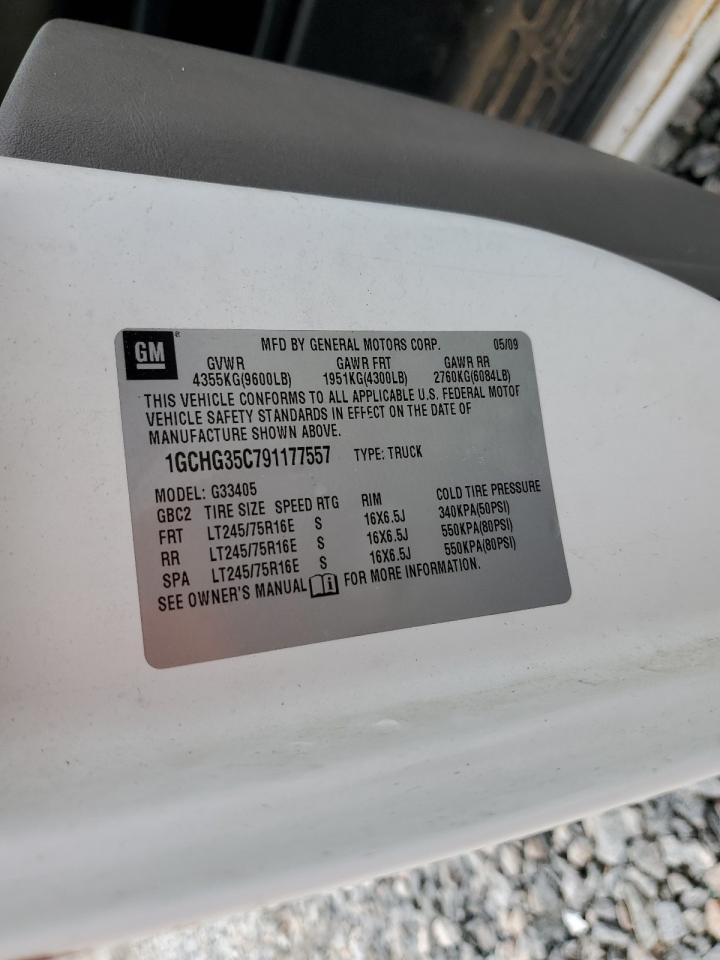 GM ®
MFD BY GENERAL MOTORS CORP. 05/09
GVWR GAWR FRT GAWR RR
4355KG(9600LB) 1951KG(4300LB) 2760KG(6084LB)
THIS VEHICLE CONFORMS TO ALL APPLICABLE U.S. FEDERAL MOTOR
VEHICLE SAFETY STANDARDS IN EFFECT ON THE DATE OF
MANUFACTURE SHOWN ABOVE.
1GCHG35C791177557 TYPE: TRUCK
MODEL: G33405
GBC2 TIRE SIZE SPEED RTG RIM COLD TIRE PRESSURE
FRT LT245/75R16E S 16X6.5J 340KPA(50PSI)
RR LT245/75R16E S 16X6.5J 550KPA(80PSI)
SPA LT245/75R16E S 16X6.5J 550KPA(80PSI)
SEE OWNER'S MANUAL FOR MORE INFORMATION.